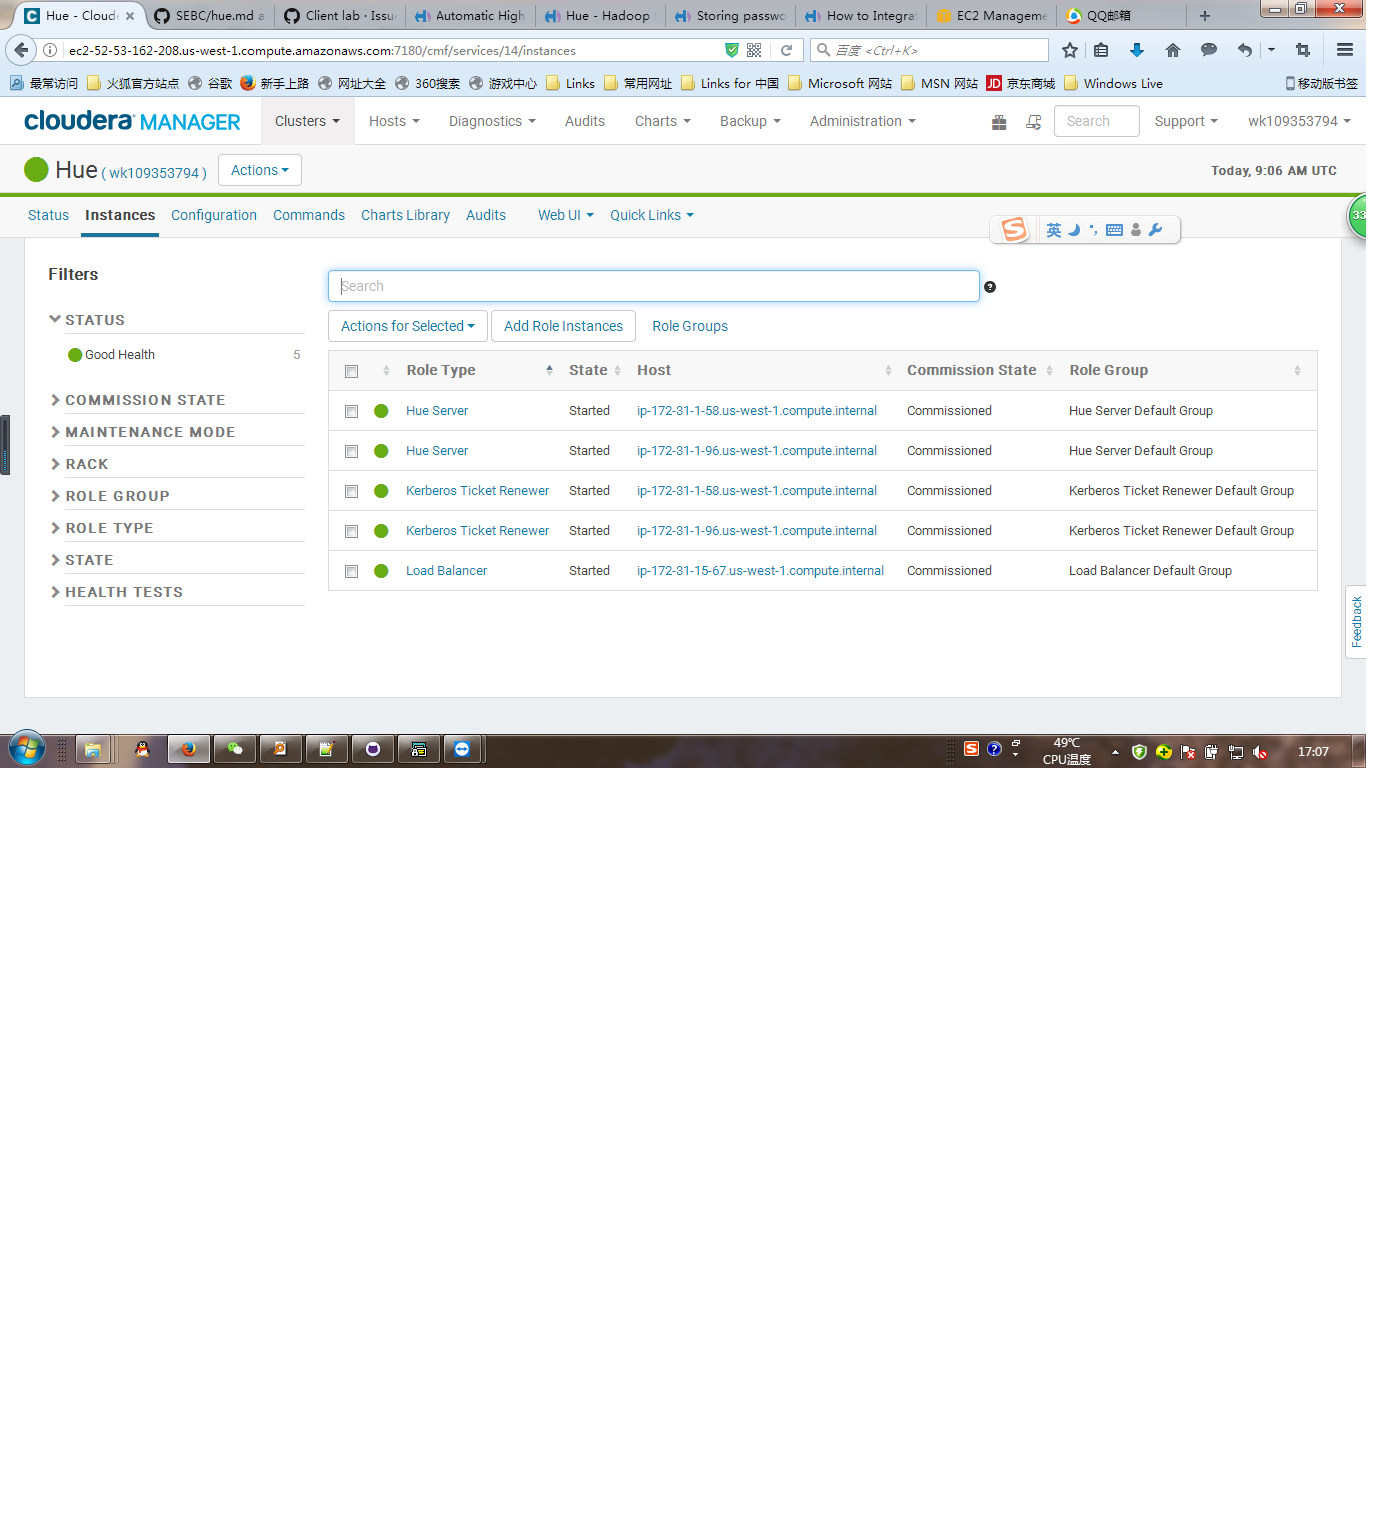 Hue - Cloude
SEBC/hue.md a
Client lab · Issu
Automatic High
Hue - Hadoop
Storing passwo
How to Integrat
EC2 Manageme
QQ邮箱
ec2-52-53-162-208.us-west-1.compute.amazonaws.com:7180/cmf/services/14/instances
百度 <Ctrl+K>
最常访问 火狐官方站点 谷歌 新手上路 网址大全 360搜索 游戏中心 Links 常用网址 Links for 中国 Microsoft 网站 MSN 网站 JD 京东商城 Windows Live 移动版书签
cloudera MANAGER Clusters Hosts Diagnostics Audits Charts Backup Administration Search Support wk109353794
Hue ( wk109353794 ) Actions Today, 9:06 AM UTC
Status Instances Configuration Commands Charts Library Audits Web UI Quick Links
33
英
Filters
Search
STATUS
Good Health 5
COMMISSION STATE
MAINTENANCE MODE
RACK
ROLE GROUP
ROLE TYPE
STATE
HEALTH TESTS
Actions for Selected Add Role Instances Role Groups
Role Type State Host Commission State Role Group
Hue Server Started ip-172-31-1-58.us-west-1.compute.internal Commissioned Hue Server Default Group
Hue Server Started ip-172-31-1-96.us-west-1.compute.internal Commissioned Hue Server Default Group
Kerberos Ticket Renewer Started ip-172-31-1-58.us-west-1.compute.internal Commissioned Kerberos Ticket Renewer Default Group
Kerberos Ticket Renewer Started ip-172-31-1-96.us-west-1.compute.internal Commissioned Kerberos Ticket Renewer Default Group
Load Balancer Started ip-172-31-15-67.us-west-1.compute.internal Commissioned Load Balancer Default Group
Feedback
49℃
CPU温度
17:07